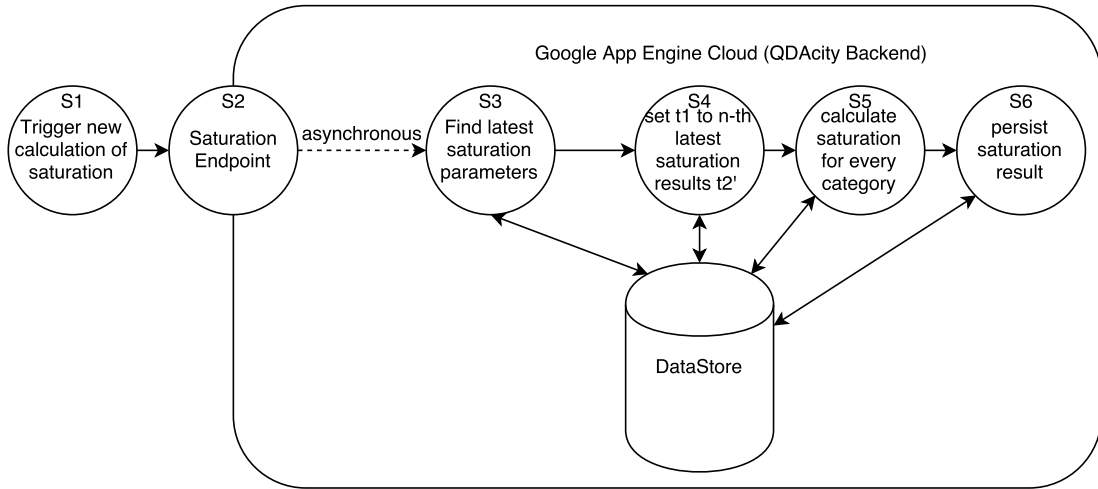 Google App Engine Cloud (QDAcity Backend)
S1
Trigger new
calculation of
saturation
S2
Saturation
Endpoint
asynchronous
S3
Find latest
saturation
parameters
S4
set t1 to n-th
latest
saturation
results t2'
S5
calculate
saturation
for every
category
S6
persist
saturation
result
DataStore